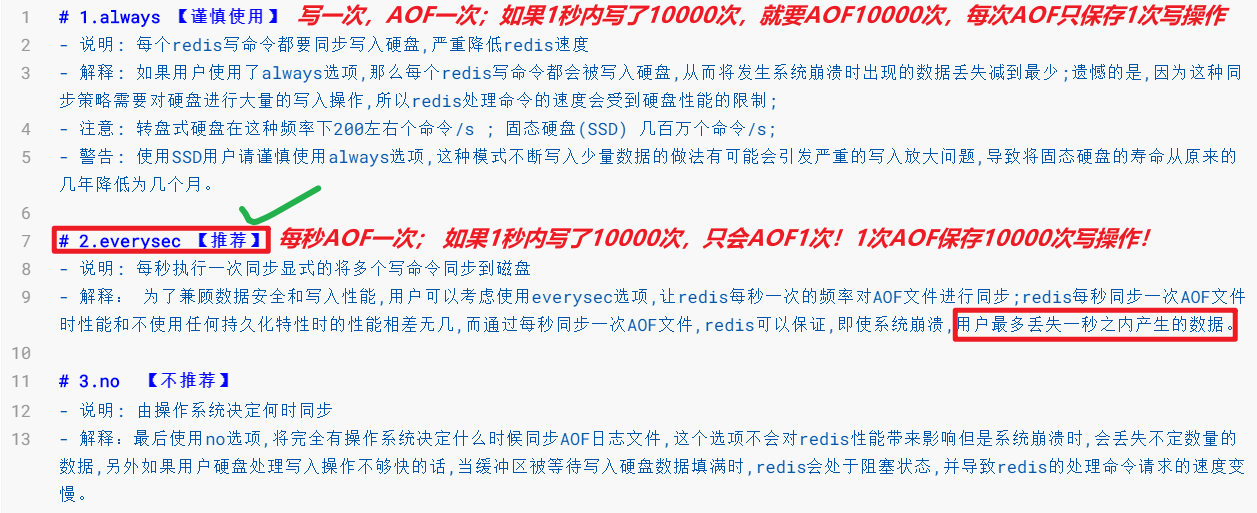 1 # 1.always 【谨慎使用】 写一次，AOF一次；如果1秒内写了10000次，就要AOF10000次，每次AOF只保存1次写操作
2 - 说明: 每个redis写命令都要同步写入硬盘,严重降低redis速度
3 - 解释: 如果用户使用了always选项,那么每个redis写命令都会被写入硬盘,从而将发生系统崩溃时出现的数据丢失减到最少;遗憾的是,因为这种同
步策略需要对硬盘进行大量的写入操作,所以redis处理命令的速度会受到硬盘性能的限制;
4 - 注意: 转盘式硬盘在这种频率下200左右个命令/s ; 固态硬盘(SSD) 几百万个命令/s;
5 - 警告: 使用SSD用户请谨慎使用always选项,这种模式不断写入少量数据的做法有可能会引发严重的写入放大问题,导致将固态硬盘的寿命从原来的
几年降低为几个月。
6
7 # 2.everysec 【推荐】 每秒AOF一次； 如果1秒内写了10000次，只会AOF1次！1次AOF保存10000次写操作！
8 - 说明: 每秒执行一次同步显式的将多个写命令同步到磁盘
9 - 解释： 为了兼顾数据安全和写入性能,用户可以考虑使用everysec选项,让redis每秒一次的频率对AOF文件进行同步;redis每秒同步一次AOF文件
时性能和不使用任何持久化特性时的性能相差无几,而通过每秒同步一次AOF文件,redis可以保证,即使系统崩溃,用户最多丢失一秒之内产生的数据。
10
11 # 3.no  【不推荐】
12 - 说明: 由操作系统决定何时同步
13 - 解释：最后使用no选项,将完全有操作系统决定什么时候同步AOF日志文件,这个选项不会对redis性能带来影响但是系统崩溃时,会丢失不定数量的
数据,另外如果用户硬盘处理写入操作不够快的话,当缓冲区被等待写入硬盘数据填满时,redis会处于阻塞状态,并导致redis的处理命令请求的速度变
慢。